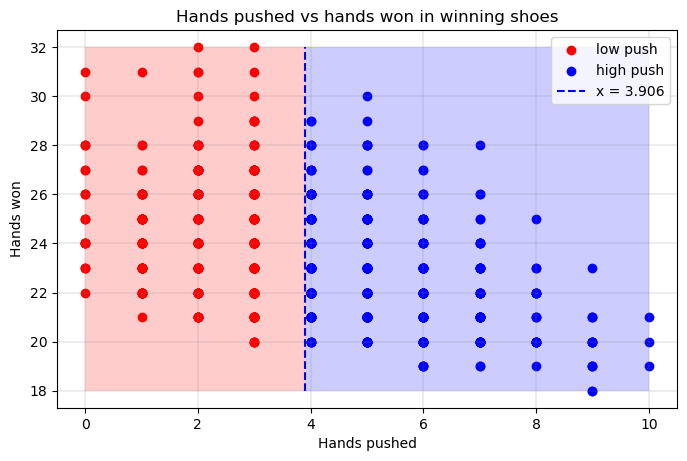 Hands pushed vs hands won in winning shoes
low push
high push
x = 3.906
Hands won
32
30
28
26
24
22
20
18
0
2
4
6
8
10
Hands pushed